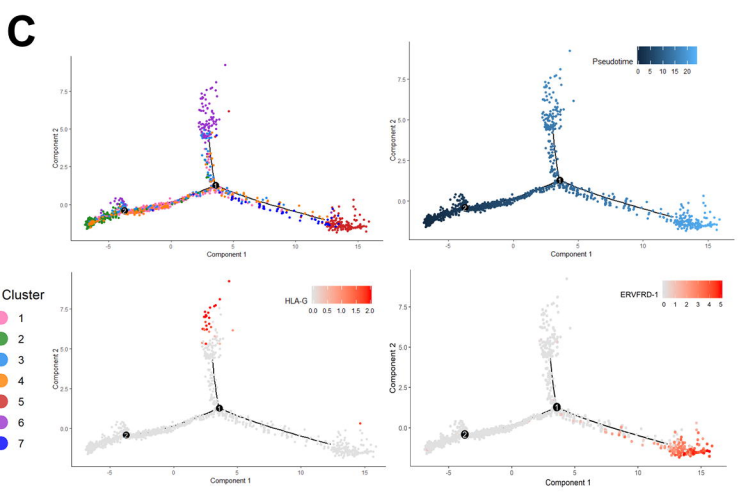 C
Pseudotime
0 5 10 15 20
7.5
5.0
2.5
0.0
Component 2
-5 0 5 10 15
Component 1
1
2
7.5
5.0
2.5
0.0
Component 2
-5 0 5 10 15
Component 1
1
2
Cluster
1
2
3
4
5
6
7
HLA-G
0.0 0.5 1.0 1.5 2.0
7.5
5.0
2.5
0.0
Component 2
-5 0 5 10 15
Component 1
1
2
ERVFRD-1
0 1 2 3 4 5
7.5
5.0
2.5
0.0
Component 2
-5 0 5 10 15
Component 1
1
2